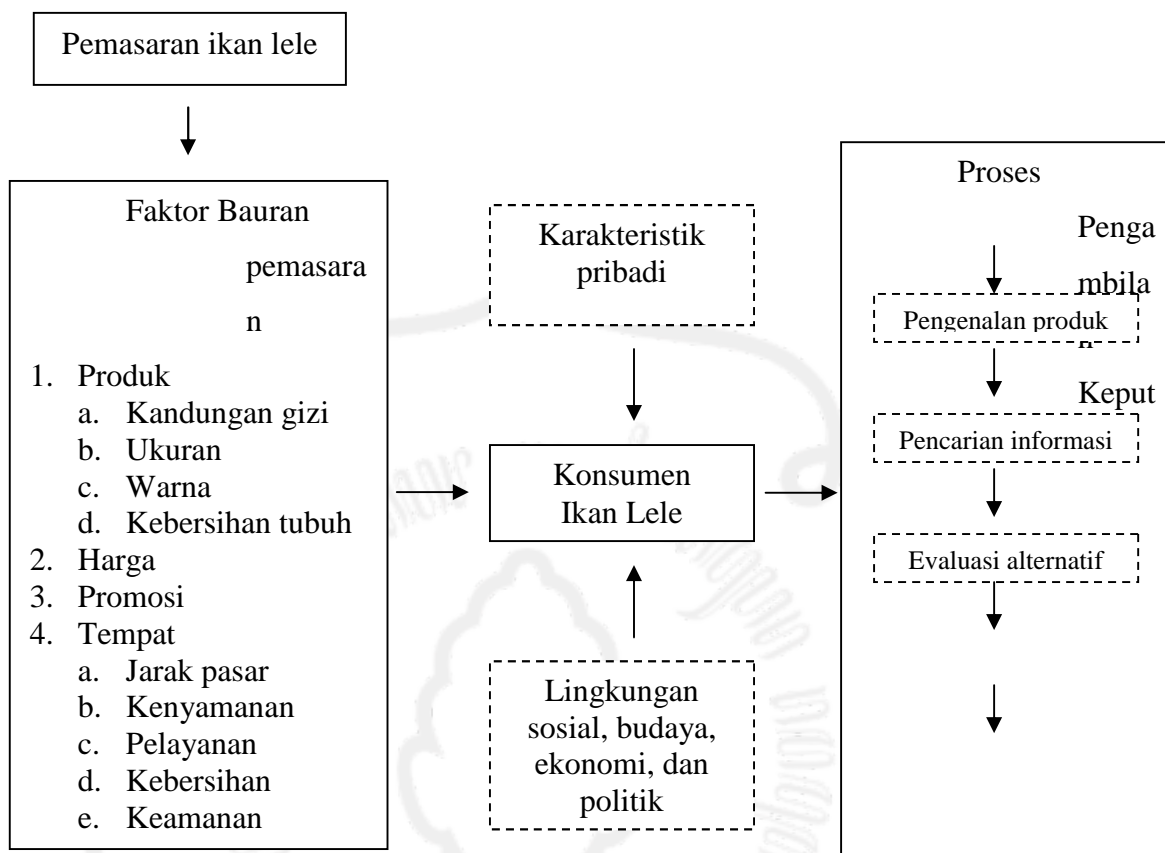 Pemasaran ikan lele
Faktor Bauran
pemasara
n
1. Produk
a. Kandungan gizi
b. Ukuran
c. Warna
d. Kebersihan tubuh
2. Harga
3. Promosi
4. Tempat
a. Jarak pasar
b. Kenyamanan
c. Pelayanan
d. Kebersihan
e. Keamanan
Karakteristik
pribadi
Konsumen
Ikan Lele
Lingkungan
sosial, budaya,
ekonomi, dan
politik
Proses
Penga
mbila
Pengenalan produk
n
Keput
Pencarian informasi
Evaluasi alternatif